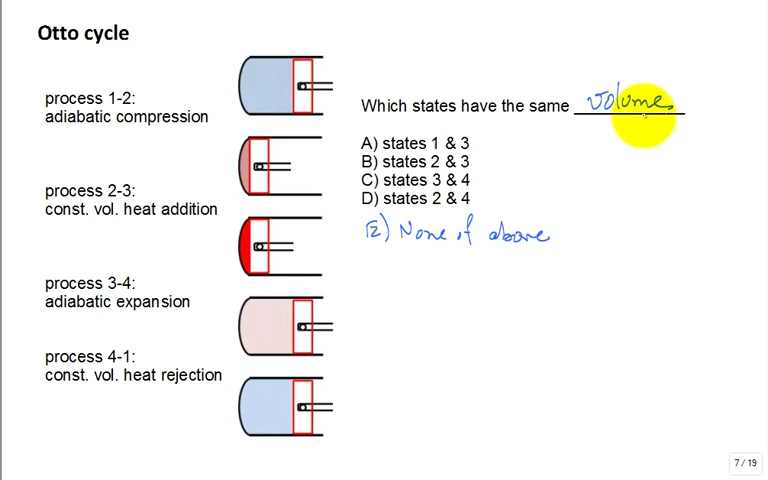 Otto cycle
process 1-2:
adiabatic compression
process 2-3:
const. vol. heat addition
process 3-4:
adiabatic expansion
process 4-1:
const. vol. heat rejection
Which states have the same volume
A) states 1 & 3
B) states 2 & 3
C) states 3 & 4
D) states 2 & 4
E) None of above
7 / 19